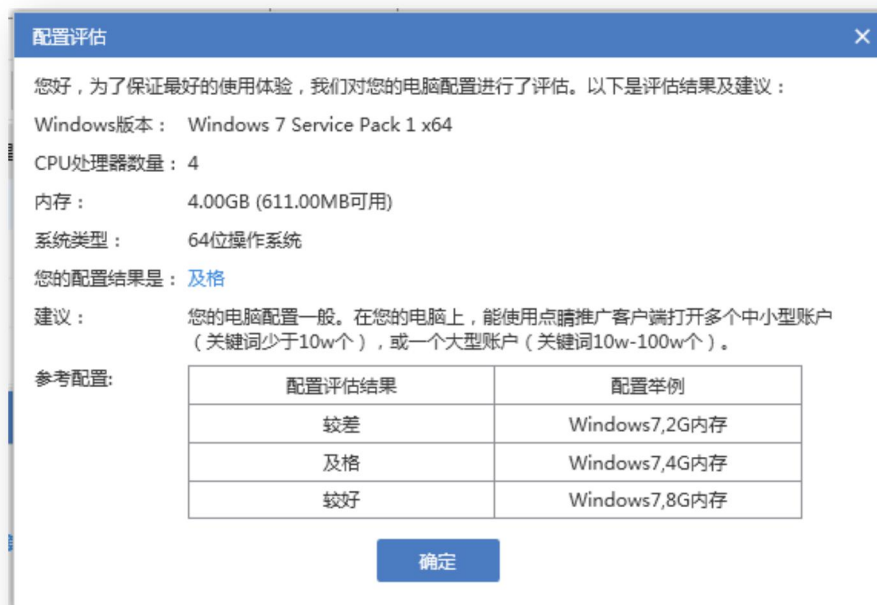 配置评估
您好，为了保证最好的使用体验，我们对您的电脑配置进行了评估。以下是评估结果及建议：
Windows版本： Windows 7 Service Pack 1 x64
CPU处理器数量： 4
内存： 4.00GB (611.00MB可用)
系统类型： 64位操作系统
您的配置结果是： 及格
建议： 您的电脑配置一般。在您的电脑上，能使用点睛推广客户端打开多个中小型账户
（关键词少于10w个），或一个大型账户（关键词10w-100w个）。
参考配置:
配置评估结果 配置举例
较差 Windows7,2G内存
及格 Windows7,4G内存
较好 Windows7,8G内存
确定